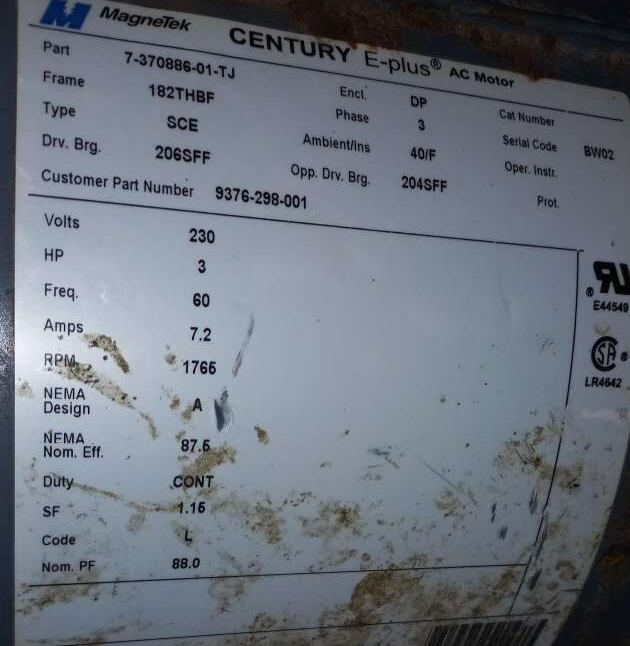 MagneTek CENTURY E-plus® AC Motor
Part 7-370886-01-TJ Encl. DP Cat Number
Frame 182THBF Phase 3 Serial Code BW02
Type SCE Ambient/Ins 40/F Oper. Instr.
Drv. Brg. 206SFF Opp. Drv. Brg. 204SFF Prot.
Customer Part Number 9376-298-001
Volts 230
HP 3
Freq. 60
Amps 7.2
RPM 1765
NEMA Design A
NEMA Nom. Eff. 87.5
Duty CONT
SF 1.15
Code L
Nom. PF 88.0
® E44549
SA ®
LR4642